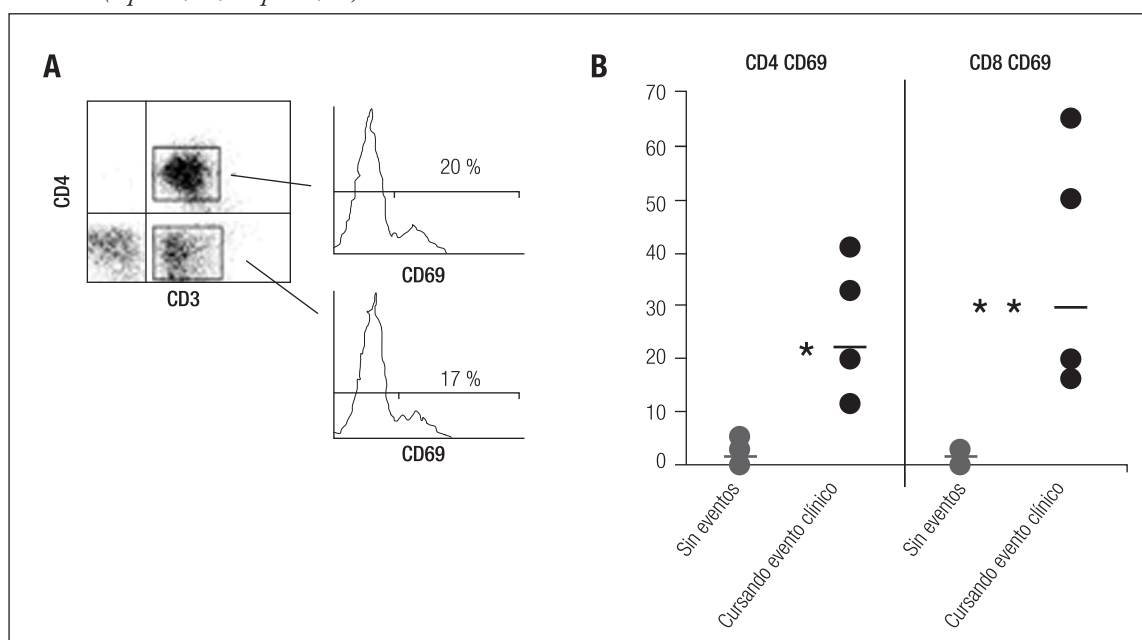 A
CD4
CD3
20 %
CD69
17 %
CD69
B
CD4 CD69
CD8 CD69
70
60
50
40
30
20
10
0
*
* *
Sin eventos
Cursando evento clínico
Sin eventos
Cursando evento clínico